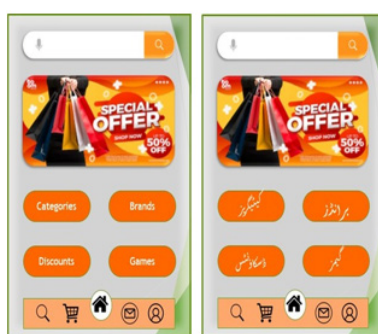 SPECIAL
OFFER
SHOP NOW
50%
OFF
Categories
Brands
Discounts
Games
SPECIAL
OFFER
SHOP NOW
50%
OFF
کیٹیگریز
برانڈز
ڈسکاؤنٹس
گیمز